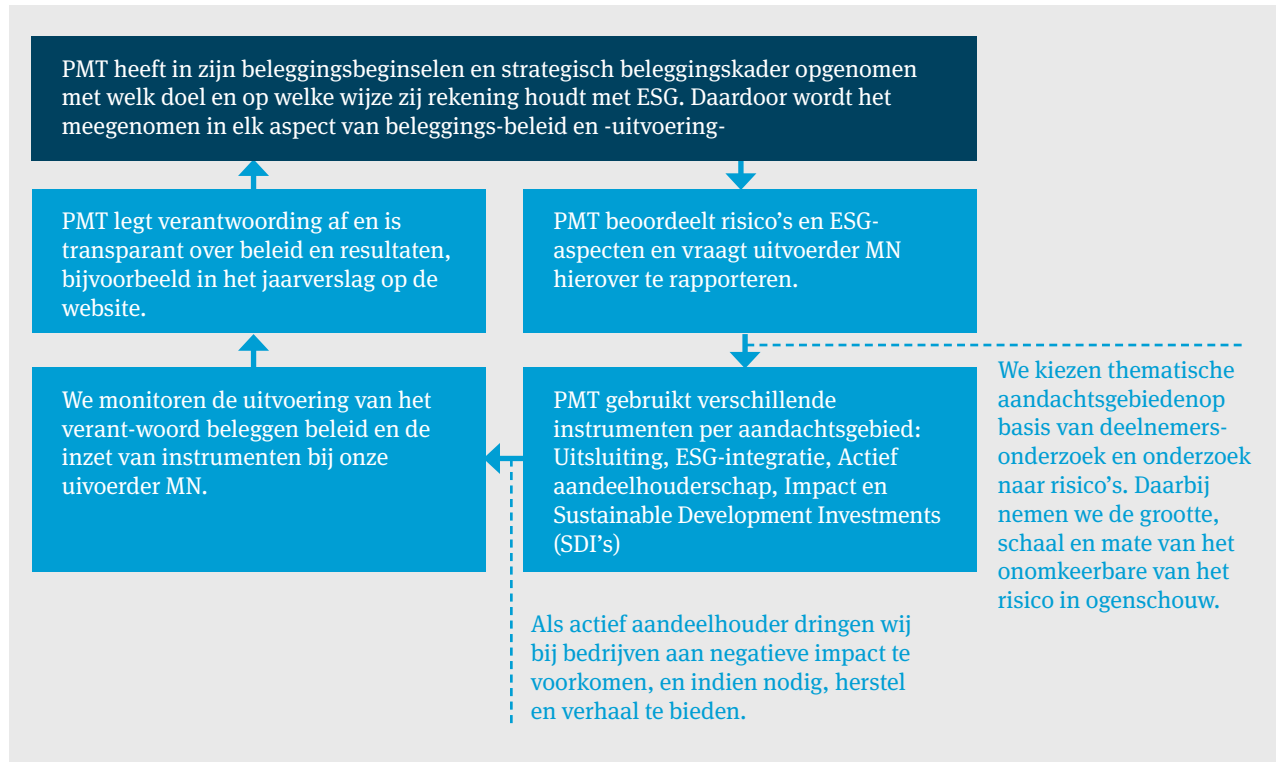 PMT heeft in zijn beleggingsbeginselen en strategisch beleggingskader opgenomen
met welk doel en op welke wijze zij rekening houdt met ESG. Daardoor wordt het
meegenomen in elk aspect van beleggings-beleid en -uitvoering-
PMT legt verantwoording af en is
transparant over beleid en resultaten,
bijvoorbeeld in het jaarverslag op de
website.
PMT beoordeelt risico's en ESG-
aspecten en vraagt uitvoerder MN
hierover te rapporteren.
We monitoren de uitvoering van het
verant-woord beleggen beleid en de
inzet van instrumenten bij onze
uivoerder MN.
PMT gebruikt verschillende
instrumenten per aandachtsgebied:
Uitsluiting, ESG-integratie, Actief
aandeelhouderschap, Impact en
Sustainable Development Investments
(SDI's)
We kiezen thematische
aandachtsgebiedenop
basis van deelnemers-
onderzoek en onderzoek
naar risico's. Daarbij
nemen we de grootte,
schaal en mate van het
onomkeerbare van het
risico in ogenschouw.
Als actief aandeelhouder dringen wij
bij bedrijven aan negatieve impact te
voorkomen, en indien nodig, herstel
en verhaal te bieden.